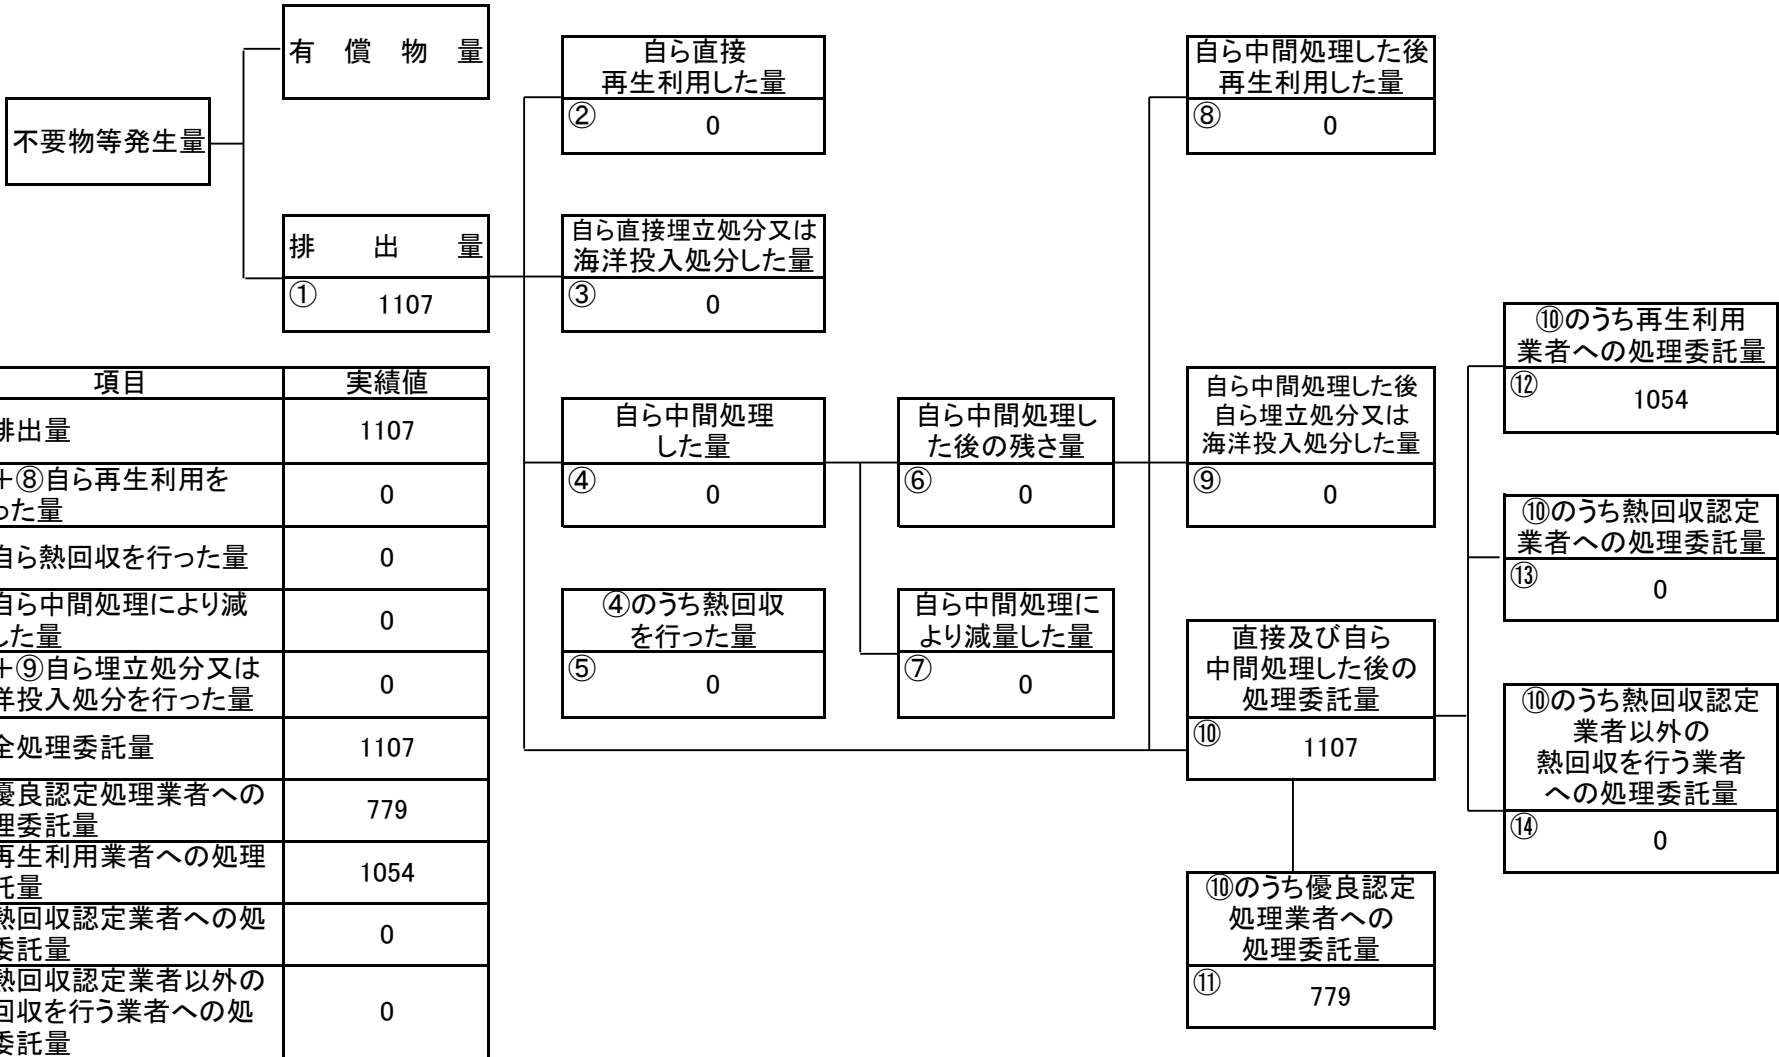 有償物量
不要物等発生量
排出量
① 1107
自ら直接
再生利用した量
② 0
自ら直接埋立処分又は
海洋投入処分した量
③ 0
自ら中間処理
した量
④ 0
④のうち熱回収
を行った量
⑤ 0
自ら中間処理し
た後の残さ量
⑥ 0
自ら中間処理に
より減量した量
⑦ 0
自ら中間処理した後
再生利用した量
⑧ 0
自ら中間処理した後
自ら埋立処分又は
海洋投入処分した量
⑨ 0
直接及び自ら
中間処理した後の
処理委託量
⑩ 1107
⑩のうち優良認定
処理業者への
処理委託量
⑪ 779
⑩のうち再生利用
業者への処理委託量
⑫ 1054
⑩のうち熱回収認定
業者への処理委託量
⑬ 0
⑩のうち熱回収認定
業者以外の
熱回収を行う業者
への処理委託量
⑭ 0
項目 実績値
排出量 1107
+⑧自ら再生利用を
った量 0
自ら熱回収を行った量 0
自ら中間処理により減
した量 0
+⑨自ら埋立処分又は
洋投入処分を行った量 0
全処理委託量 1107
優良認定処理業者への
理委託量 779
再生利用業者への処理
託量 1054
熱回収認定業者への処
委託量 0
熱回収認定業者以外の
回収を行う業者への処
委託量 0